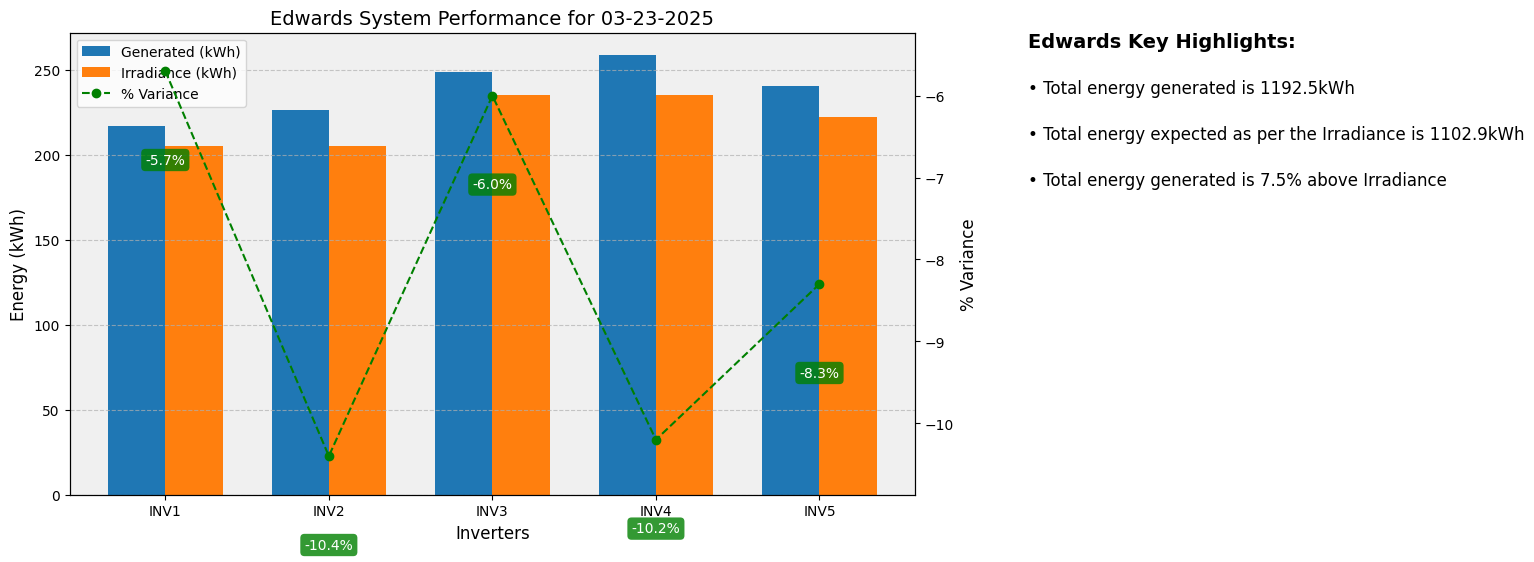 Edwards System Performance for 03-23-2025
Generated (kWh)
Irradiance (kWh)
% Variance
Energy (kWh)
250
200
150
100
50
0
-5.7%
-10.4%
-6.0%
-10.2%
-8.3%
INV1 INV2 INV3 INV4 INV5
Inverters
−6
−7
−8
−9
−10
% Variance
Edwards Key Highlights:
• Total energy generated is 1192.5kWh
• Total energy expected as per the Irradiance is 1102.9kWh
• Total energy generated is 7.5% above Irradiance